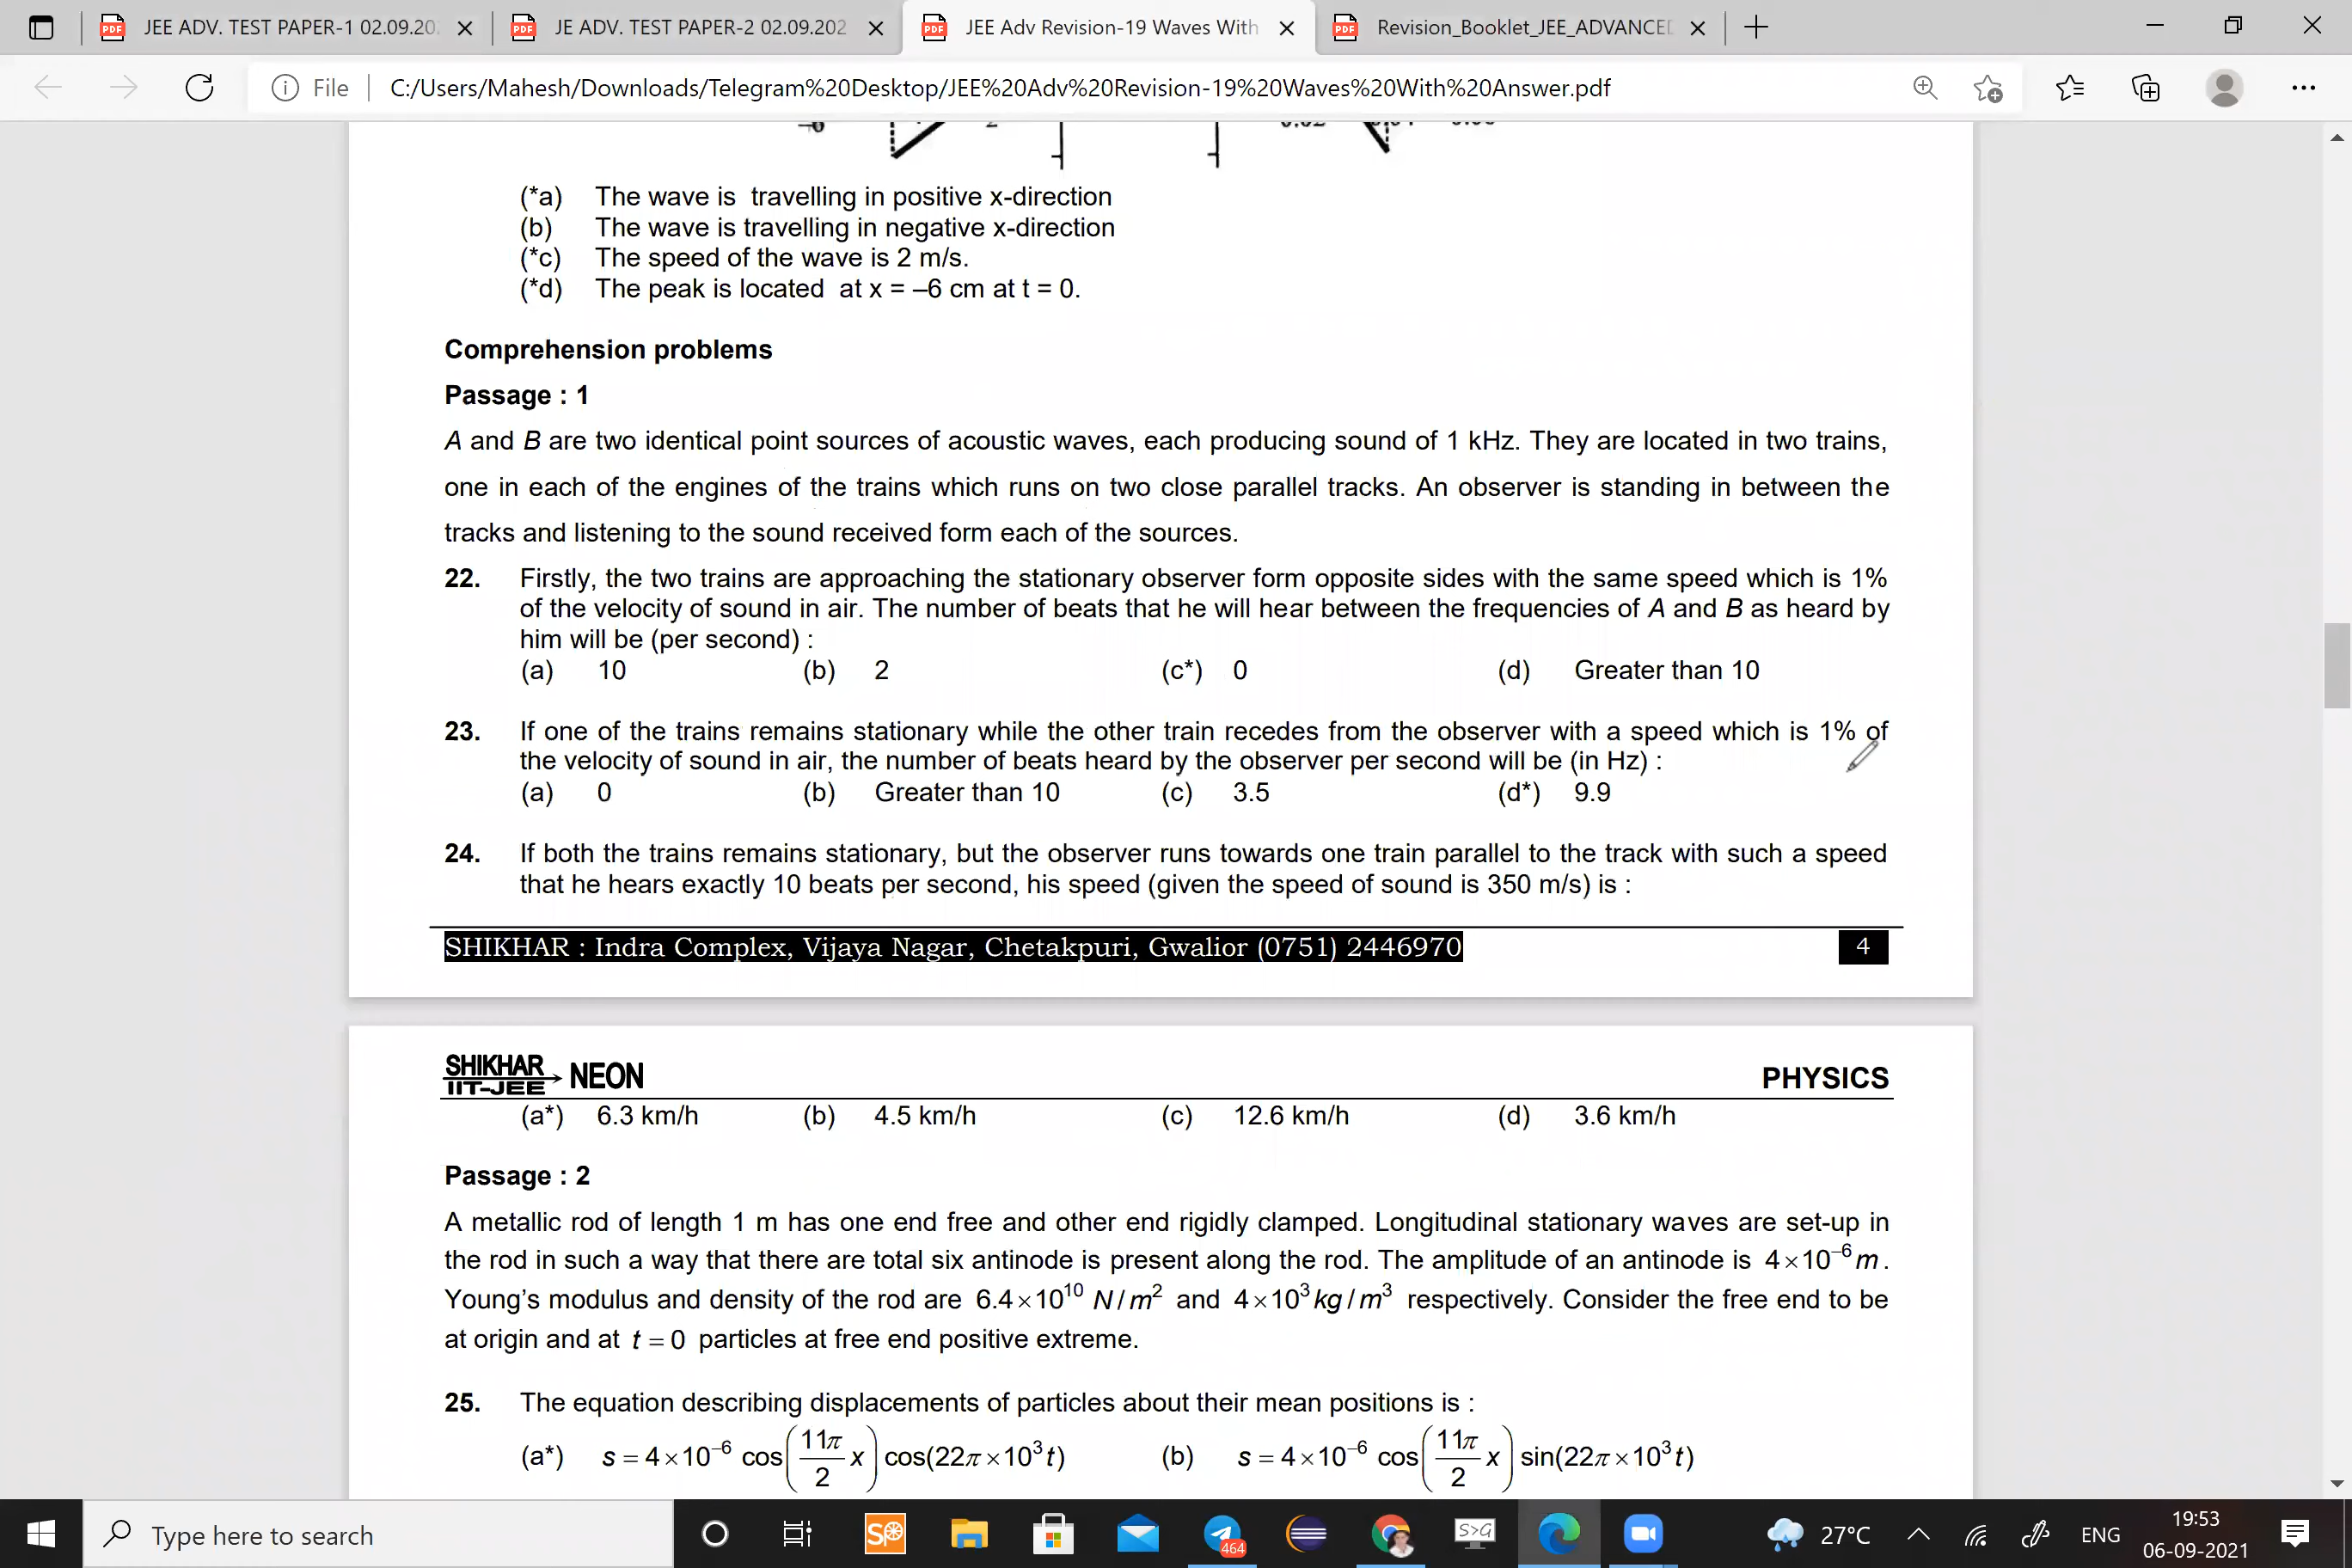 JEE ADV. TEST PAPER-1 02.09.20
JE ADV. TEST PAPER-2 02.09.202
JEE Adv Revision-19 Waves With
Revision_Booklet_JEE_ADVANCED
File
C:/Users/Mahesh/Downloads/Telegram%20Desktop/JEE%20Adv%20Revision-19%20Waves%20With%20Answer.pdf
(*a) The wave is travelling in positive x-direction
(b) The wave is travelling in negative x-direction
(*c) The speed of the wave is 2 m/s.
(*d) The peak is located at x = –6 cm at t = 0.
Comprehension problems
Passage : 1
A and B are two identical point sources of acoustic waves, each producing sound of 1 kHz. They are located in two trains,
one in each of the engines of the trains which runs on two close parallel tracks. An observer is standing in between the
tracks and listening to the sound received form each of the sources.
22. Firstly, the two trains are approaching the stationary observer form opposite sides with the same speed which is 1%
of the velocity of sound in air. The number of beats that he will hear between the frequencies of A and B as heard by
him will be (per second) :
(a) 10 (b) 2 (c*) 0 (d) Greater than 10
23. If one of the trains remains stationary while the other train recedes from the observer with a speed which is 1% of
the velocity of sound in air, the number of beats heard by the observer per second will be (in Hz) :
(a) 0 (b) Greater than 10 (c) 3.5 (d*) 9.9
24. If both the trains remains stationary, but the observer runs towards one train parallel to the track with such a speed
that he hears exactly 10 beats per second, his speed (given the speed of sound is 350 m/s) is :
SHIKHAR : Indra Complex, Vijaya Nagar, Chetakpuri, Gwalior (0751) 2446970 4
SHIKHAR
IIT-JEE NEON PHYSICS
(a*) 6.3 km/h (b) 4.5 km/h (c) 12.6 km/h (d) 3.6 km/h
Passage : 2
A metallic rod of length 1 m has one end free and other end rigidly clamped. Longitudinal stationary waves are set-up in
the rod in such a way that there are total six antinode is present along the rod. The amplitude of an antinode is 4×10⁻⁶ m.
Young's modulus and density of the rod are 6.4×10¹⁰ N/m² and 4×10³ kg/m³ respectively. Consider the free end to be
at origin and at t = 0 particles at free end positive extreme.
25. The equation describing displacements of particles about their mean positions is :
(a*) s = 4×10⁻⁶ cos(11π/2 x) cos(22π×10³t) (b) s = 4×10⁻⁶ cos(11π/2 x) sin(22π×10³t)
Type here to search
464
S>G
27°C
ENG
19:53
06-09-2021